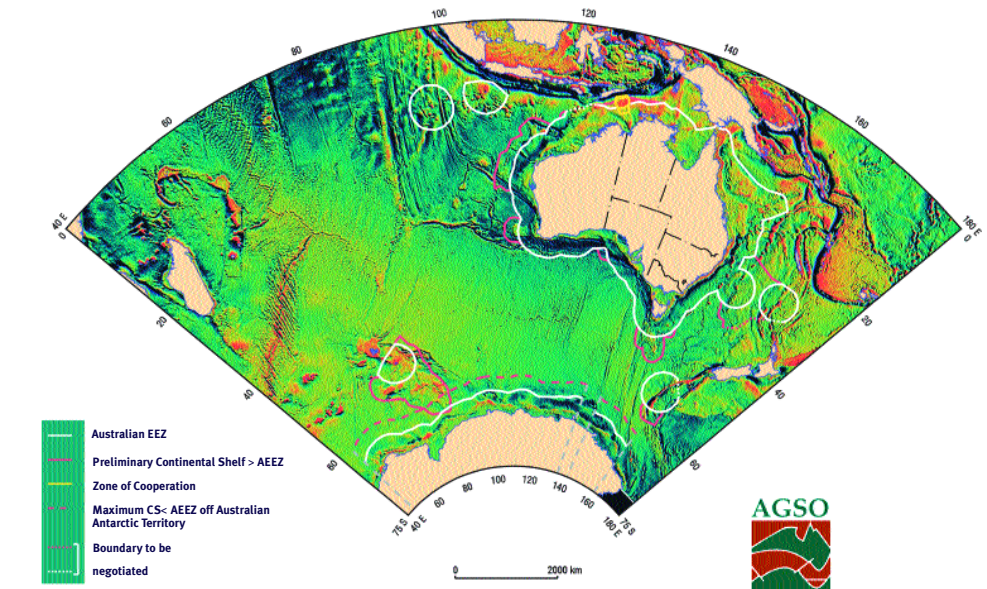 100
120
80
140
60
160
40 E
0
180 E
0
20
20
40
40
60
60
75 S
40 E
60
80
100
120
140
160
180 E
75 S
Australian EEZ
Preliminary Continental Shelf > AEEZ
Zone of Cooperation
Maximum CS< AEEZ off Australian
Antarctic Territory
Boundary to be
negotiated
0
2000 km
AGSO